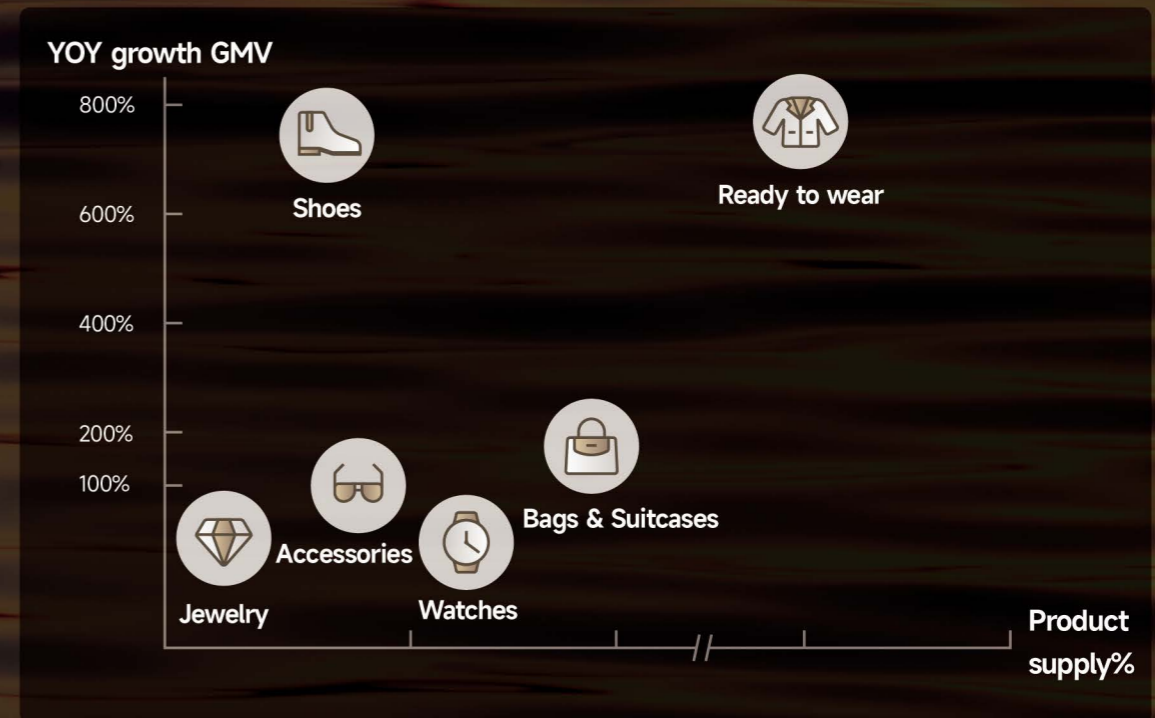 YOY growth GMV
800%
Shoes
Ready to wear
600%
400%
200%
100%
Bags & Suitcases
Accessories
Jewelry
Watches
Product
supply%